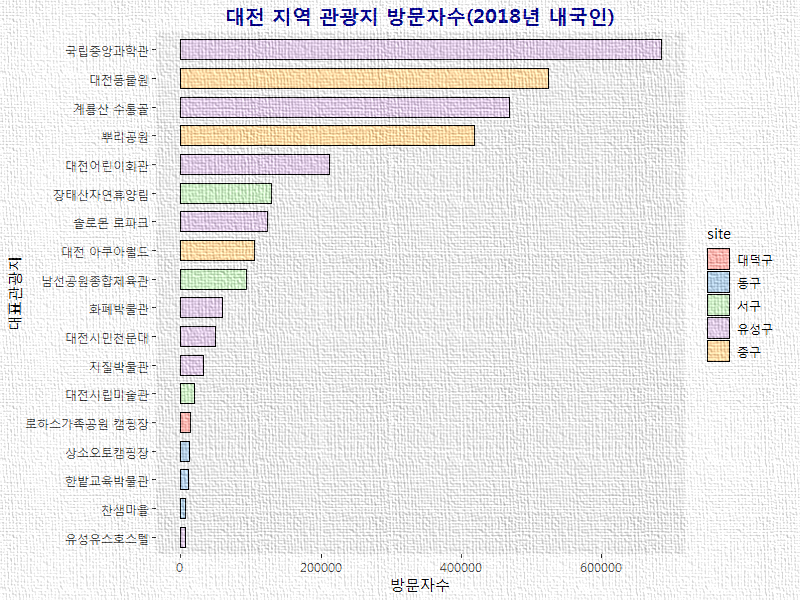 대전 지역 관광지 방문자수(2018년 내국인)
국립중앙과학관
대전동물원
계룡산 수통골
뿌리공원
대전어린이회관
장태산자연휴양림
솔로몬 로파크
대전 아쿠아월드
남선공원종합체육관
화폐박물관
대전시민천문대
지질박물관
대전시립미술관
로하스가족공원 캠핑장
상소오토캠핑장
한밭교육박물관
찬샘마을
유성유스호스텔
대표관광지
0 200000 400000 600000
방문자수
site
대덕구
동구
서구
유성구
중구